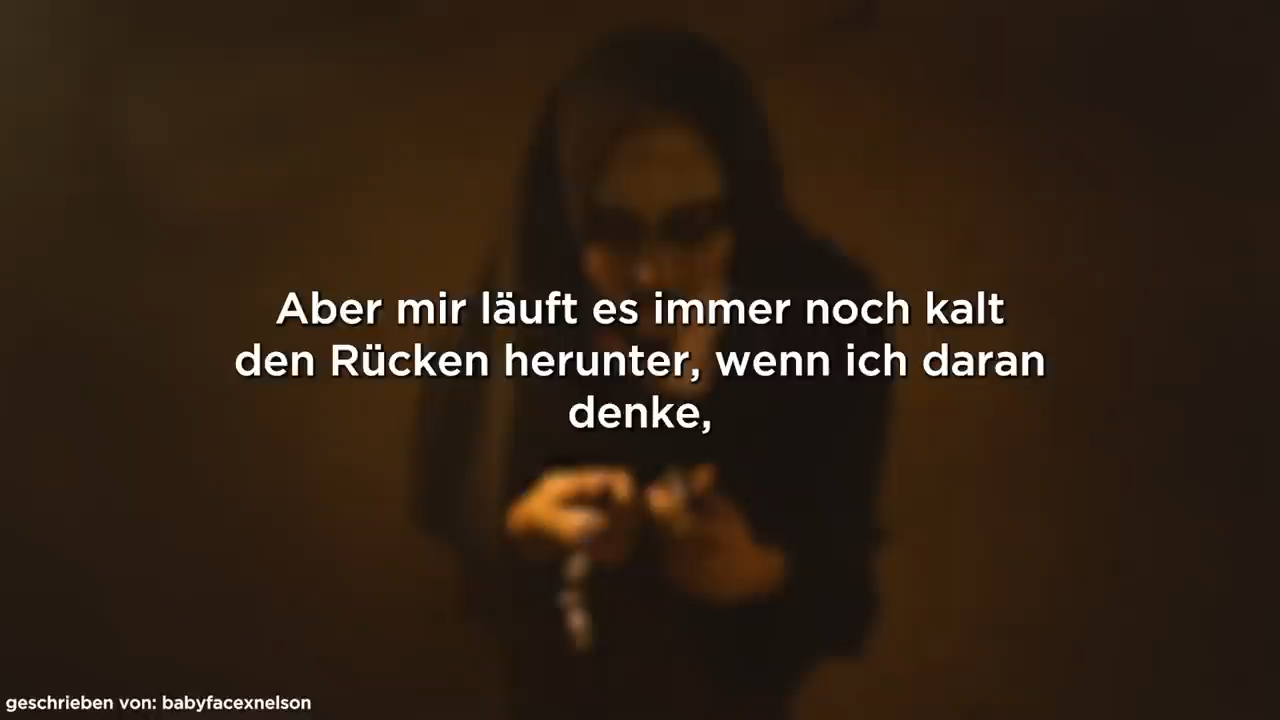 Aber mir läuft es immer noch kalt
den Rücken herunter, wenn ich daran
denke,
geschrieben von: babyfacexnelson